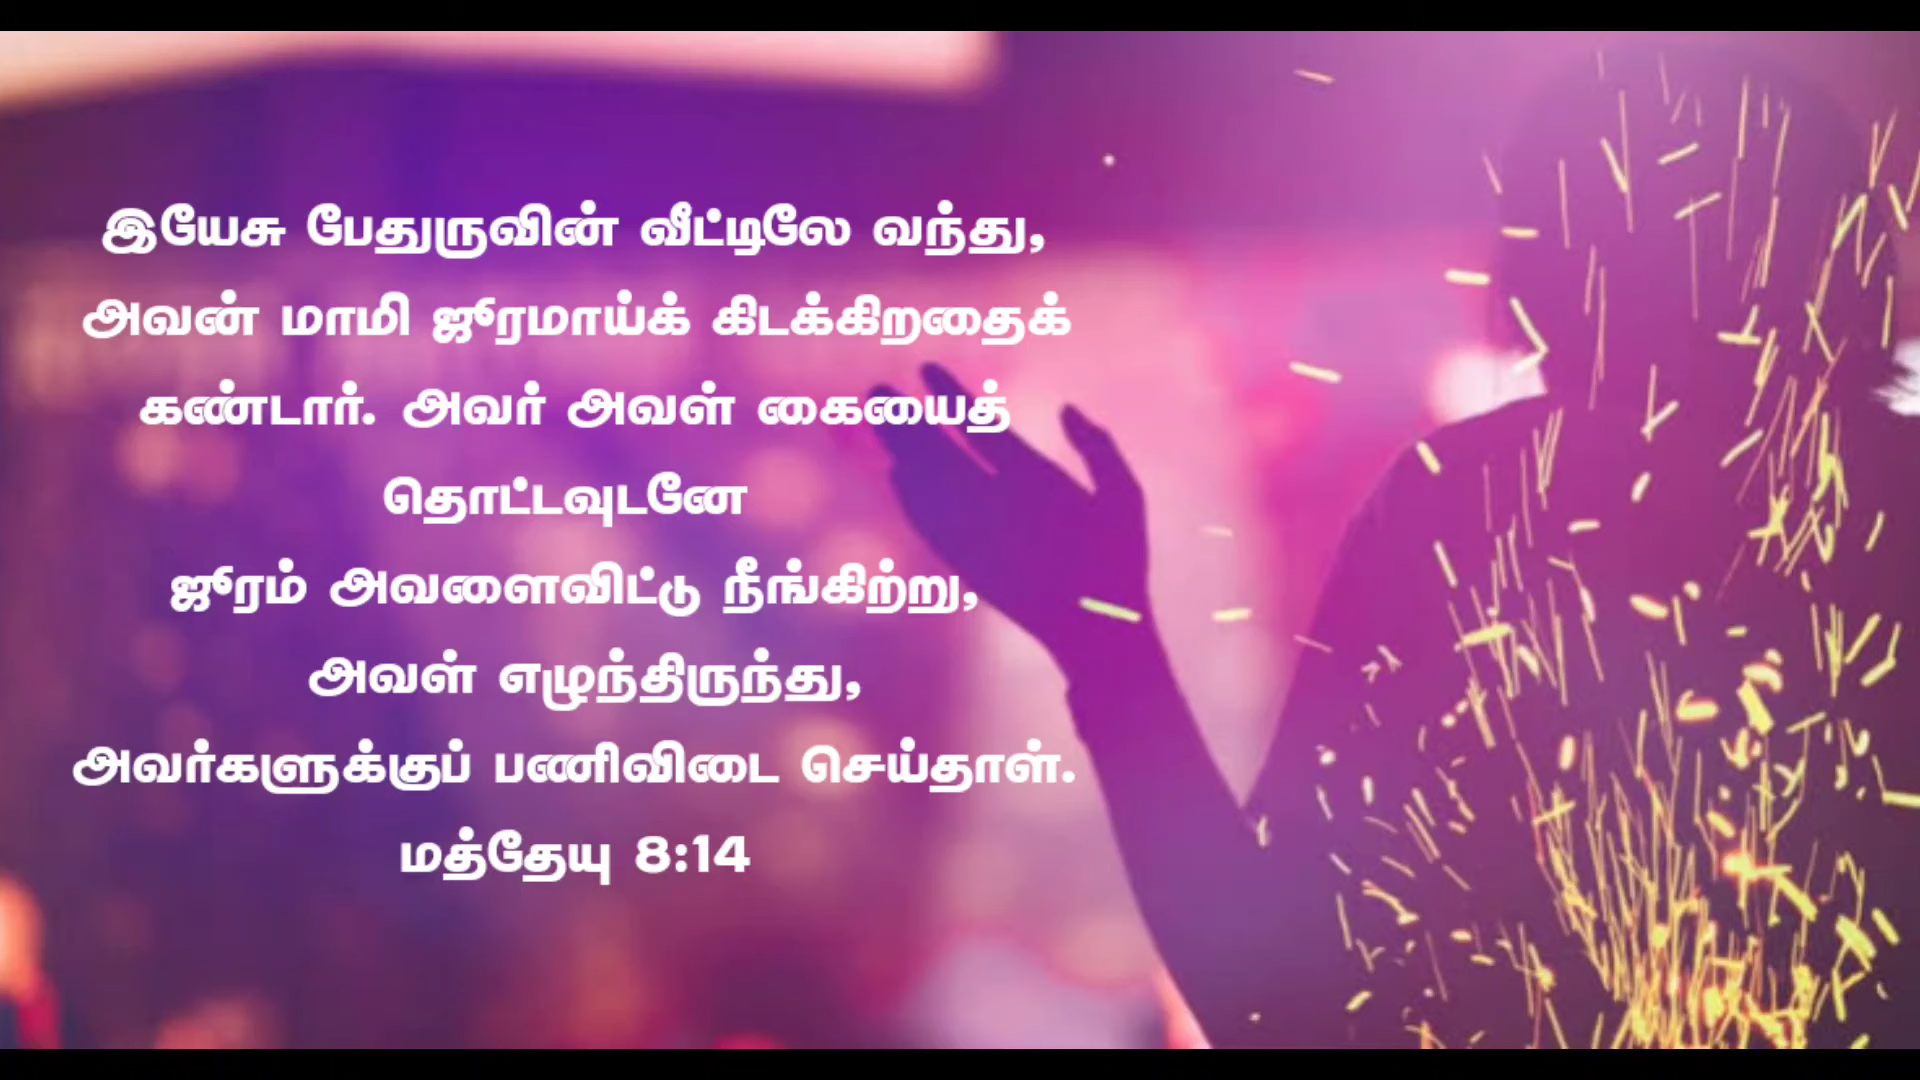 இயேசு பேதுருவின் வீட்டிலே வந்து,
அவன் மாமி ஜூரமாய்க் கிடக்கிறதைக்
கண்டார். அவர் அவள் கையைத்
தொட்டவுடனே
ஜூரம் அவளைவிட்டு நீங்கிற்று,
அவள் எழுந்திருந்து,
அவர்களுக்குப் பணிவிடை செய்தாள்.
மத்தேயு 8:14